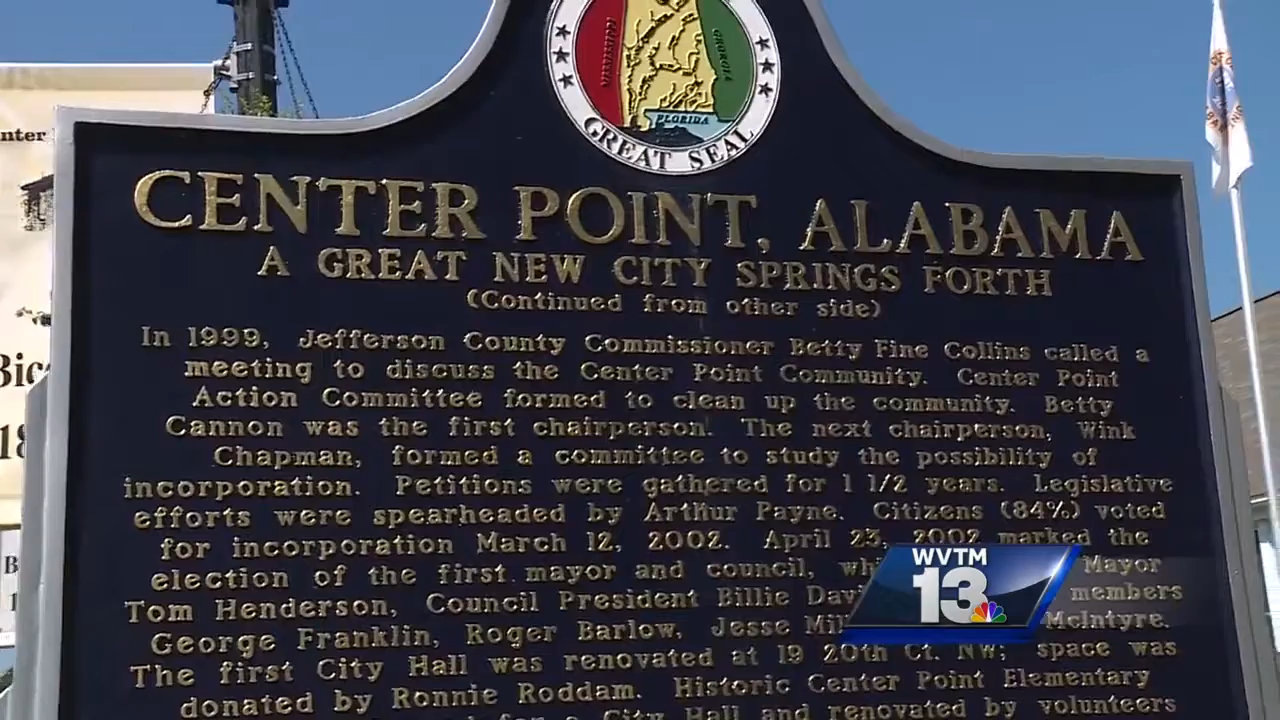 MISSISSIPPI
GEORGIA
FLORIDA
GREAT SEAL
nter
CENTER POINT, ALABAMA
A GREAT NEW CITY SPRINGS FORTH
(Continued from other side)
In 1999, Jefferson County Commissioner Betty Fine Collins called a
meeting to discuss the Center Point Community. Center Point
Action Committee formed to clean up the community. Betty
Cannon was the first chairperson. The next chairperson, Wink
Chapman, formed a committee to study the possibility of
incorporation. Petitions were gathered for 1 1/2 years. Legislative
efforts were spearheaded by Arthur Payne. Citizens (84%) voted
for incorporation March 12, 2002. April 23, 2002 marked the
election of the first mayor and council, Mayor
Tom Henderson, Council President Billie members
George Franklin, Roger Barlow, Jesse McIntyre.
The first City Hall was renovated at 19 20th Ct. NW; space was
donated by Ronnie Roddam. Historic Center Point Elementary
for a City Hall and renovated by volunteers
Bic
18
B
WVTM
13